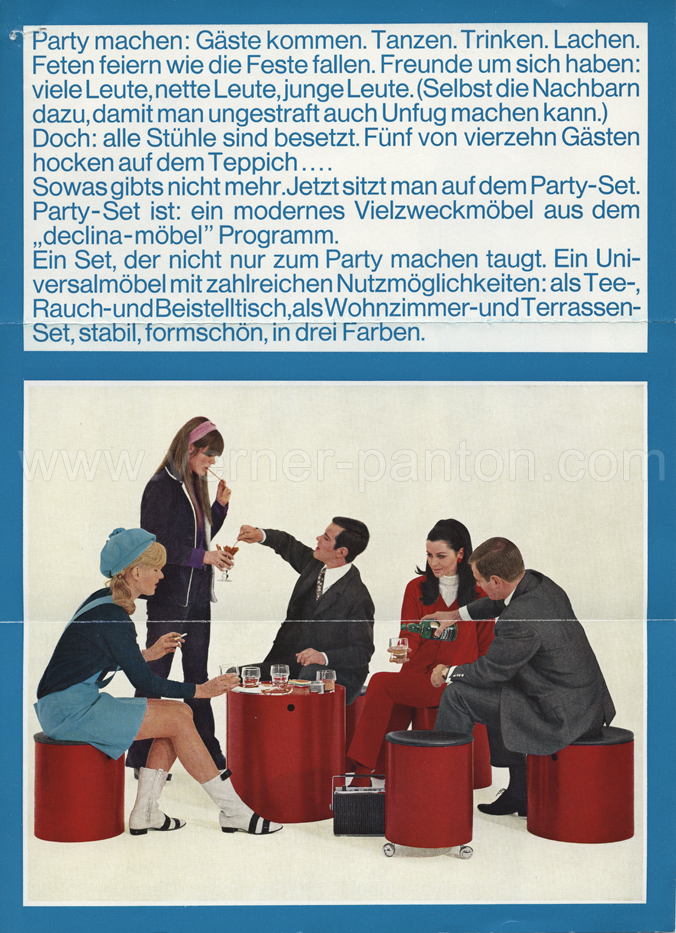 Party machen: Gäste kommen. Tanzen. Trinken. Lachen.
Feten feiern wie die Feste fallen. Freunde um sich haben:
viele Leute, nette Leute, junge Leute. (Selbst die Nachbarn
dazu, damit man ungestraft auch Unfug machen kann.)
Doch: alle Stühle sind besetzt. Fünf von vierzehn Gästen
hocken auf dem Teppich ....
Sowas gibts nicht mehr. Jetzt sitzt man auf dem Party-Set.
Party-Set ist: ein modernes Vielzweckmöbel aus dem
„declina-möbel” Programm.
Ein Set, der nicht nur zum Party machen taugt. Ein Uni-
versalmöbel mit zahlreichen Nutzmöglichkeiten: als Tee-,
Rauch- und Beistelltisch, als Wohnzimmer- und Terrassen-
Set, stabil, formschön, in drei Farben.
www.verner-panton.com